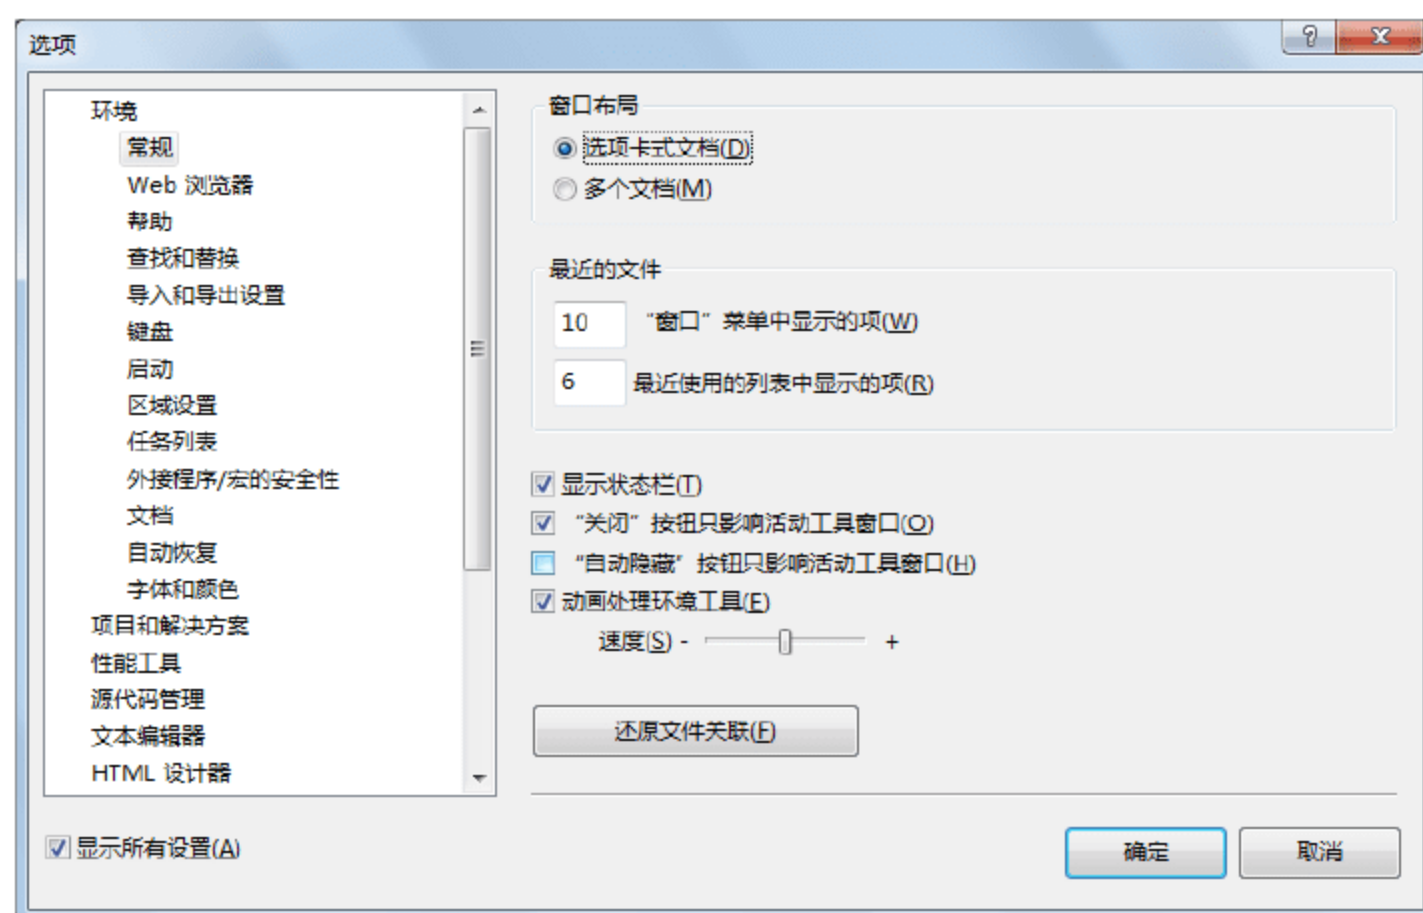 选项
环境
常规
Web 浏览器
帮助
查找和替换
导入和导出设置
键盘
启动
区域设置
任务列表
外接程序/宏的安全性
文档
自动恢复
字体和颜色
项目和解决方案
性能工具
源代码管理
文本编辑器
HTML 设计器
显示所有设置(A)
窗口布局
选项卡式文档(D)
多个文档(M)
最近的文件
10 “窗口”菜单中显示的项(W)
6 最近使用的列表中显示的项(R)
显示状态栏(T)
“关闭”按钮只影响活动工具窗口(O)
“自动隐藏”按钮只影响活动工具窗口(H)
动画处理环境工具(E)
速度(S) - +
还原文件关联(F)
确定 取消